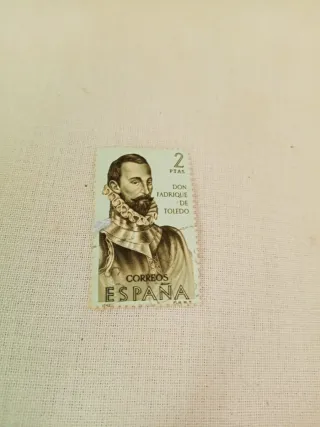 2
PTAS
DON
FADRIQUE
DE
TOLEDO
CORREOS
ESPAÑA